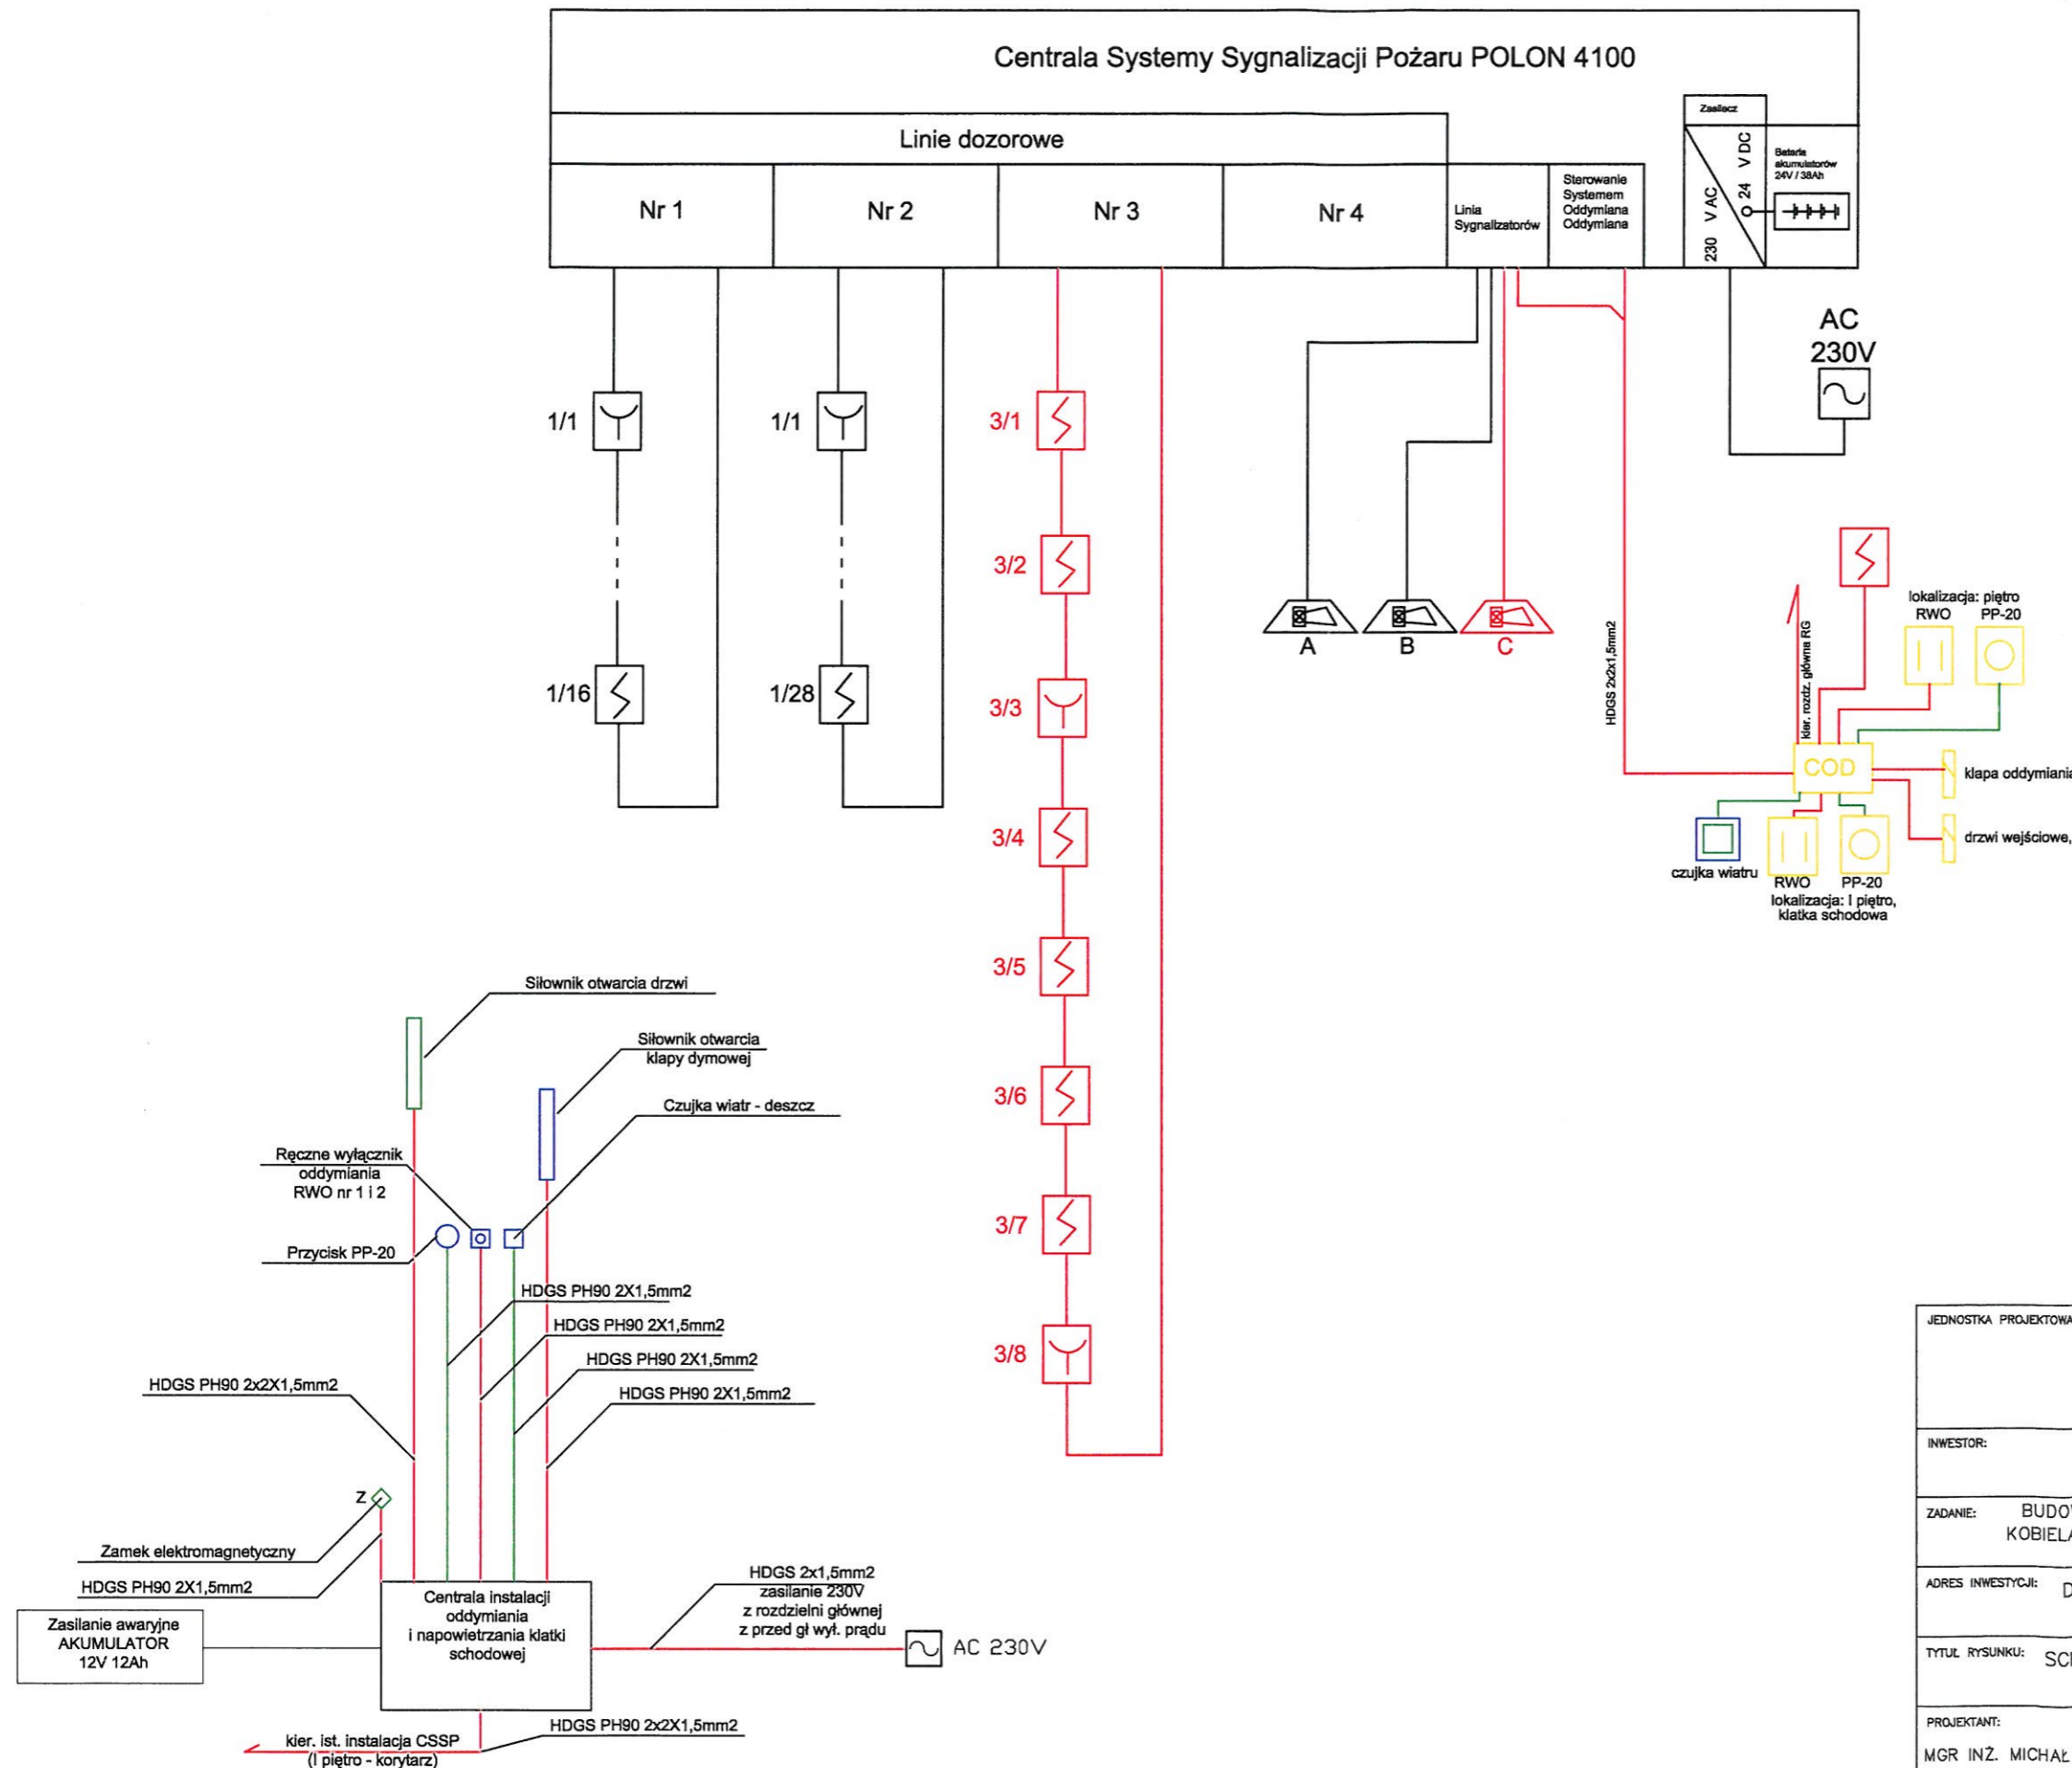 Centrala Systemy Sygnalizacji Pożaru POLON 4100
Zasilacz
Linie dozorowe
230 V AC
24 V DC
Bateria
akumulatorów
24V / 38Ah
Nr 1
Nr 2
Nr 3
Nr 4
Linia
Sygnalizatorów
Sterowanie
Systemem
Oddymiana
Oddymiana
AC
230V
1/1
1/1
3/1
3/2
1/16
1/28
3/3
3/4
3/5
3/6
3/7
3/8
A
B
C
HDGS 2x2x1,5mm2
kier. rozdz. główna RG
lokalizacja: piętro
RWO
PP-20
COD
klapa oddymiania
drzwi wejściowe,
czujka wiatru
RWO
PP-20
lokalizacja: I piętro,
klatka schodowa
Siłownik otwarcia drzwi
Siłownik otwarcia
klapy dymowej
Czujka wiatr - deszcz
Ręczne wyłącznik
oddymiania
RWO nr 1 i 2
Przycisk PP-20
HDGS PH90 2X1,5mm2
HDGS PH90 2X1,5mm2
HDGS PH90 2X1,5mm2
HDGS PH90 2X1,5mm2
HDGS PH90 2x2X1,5mm2
Z
Zamek elektromagnetyczny
HDGS PH90 2X1,5mm2
Zasilanie awaryjne
AKUMULATOR
12V 12Ah
Centrala instalacji
oddymiania
i napowietrzania klatki
schodowej
HDGS 2x1,5mm2
zasilanie 230V
z rozdzielni głównej
z przed gł wył. prądu
AC 230V
HDGS PH90 2x2X1,5mm2
kier. ist. instalacja CSSP
(I piętro - korytarz)
JEDNOSTKA PROJEKTOWA
INWESTOR:
ZADANIE: BUDO
KOBIELA
ADRES INWESTYCJI: D
TYTUŁ RYSUNKU: SC
PROJEKTANT:
MGR INŻ. MICHAŁ